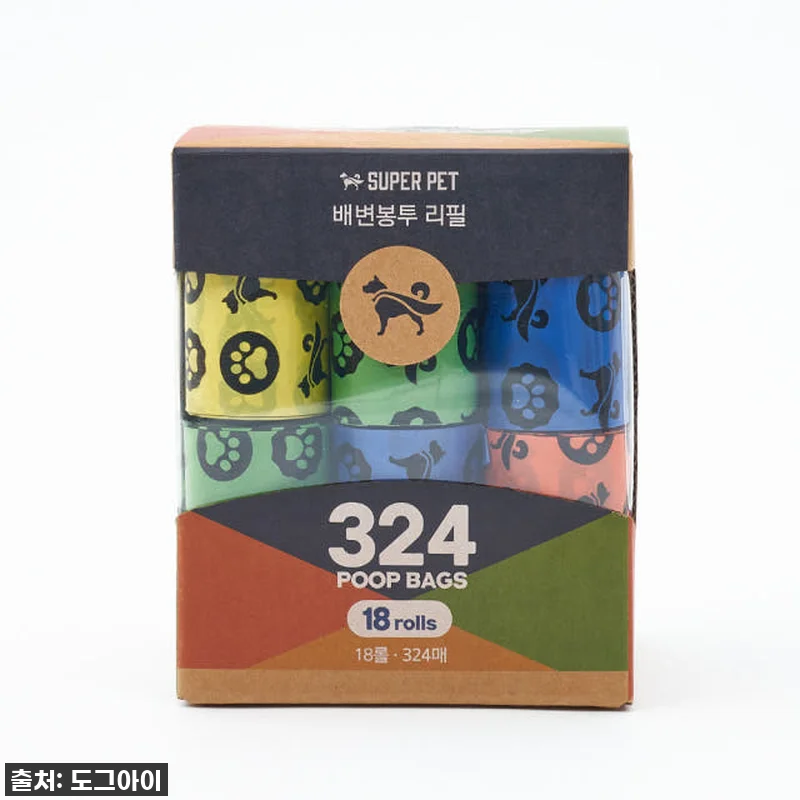 SUPER PET
배변봉투 리필
324
POOP BAGS
18 rolls
18롤 · 324매
출처: 도그아이